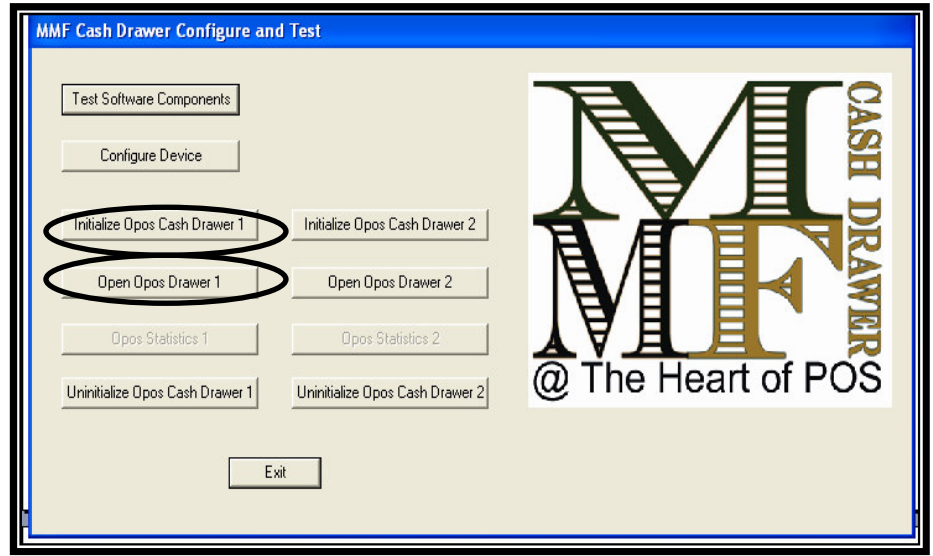 MMF Cash Drawer Configure and Test
Test Software Components
Configure Device
Initialize Opos Cash Drawer 1
Initialize Opos Cash Drawer 2
Open Opos Drawer 1
Open Opos Drawer 2
Opos Statistics 1
Opos Statistics 2
Uninitialize Opos Cash Drawer 1
Uninitialize Opos Cash Drawer 2
Exit
MMF
CASH DRAWER
@ The Heart of POS